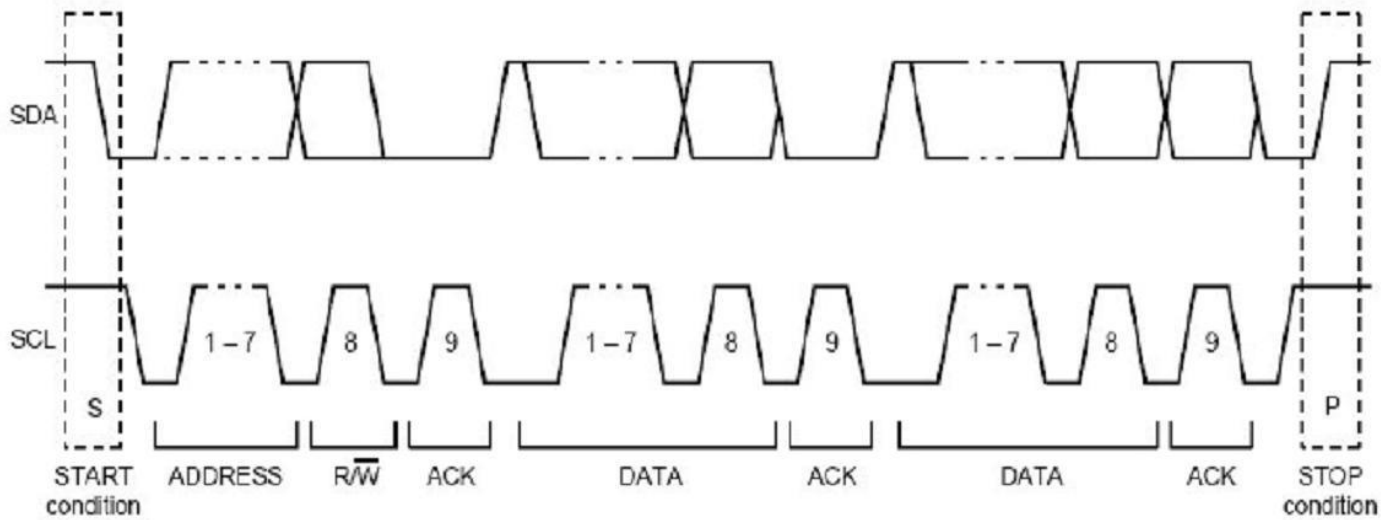 SDA
SCL
1 – 7
8
9
1 – 7
8
9
1 – 7
8
9
S
P
START
condition
ADDRESS
R/W̅
ACK
DATA
ACK
DATA
ACK
STOP
condition